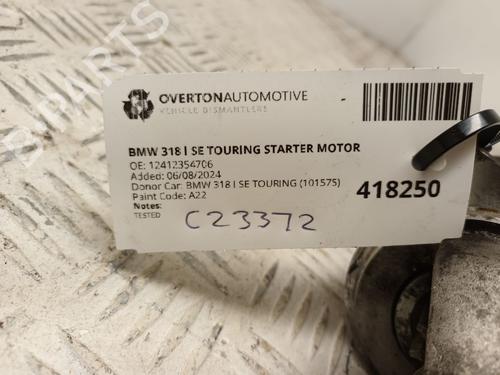 OVERTONAUTOMOTIVE
VEHICLE DISMANTLERS
BMW 318 I SE TOURING STARTER MOTOR
OE: 12412354706
Added: 06/08/2024
Donor Car: BMW 318 I SE TOURING (101575)
Paint Code: A22
Notes:
TESTED
418250
C23372
B-PARTS